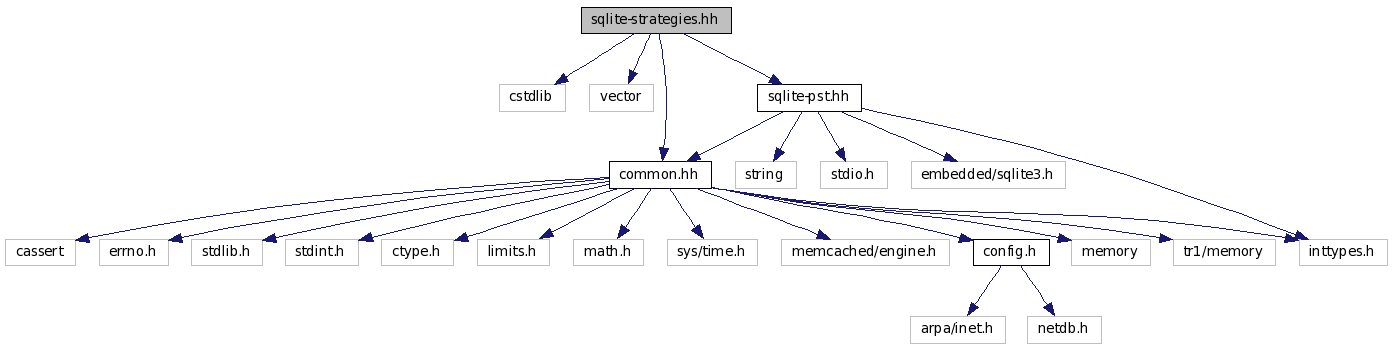 sqlite-strategies.hh
cstdlib
vector
sqlite-pst.hh
common.hh
string
stdio.h
embedded/sqlite3.h
cassert
errno.h
stdlib.h
stdint.h
ctype.h
limits.h
math.h
sys/time.h
memcached/engine.h
config.h
memory
tr1/memory
inttypes.h
arpa/inet.h
netdb.h